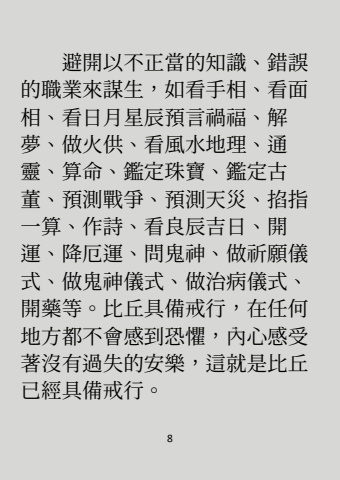 避開以不正當的知識、錯誤
的職業來謀生，如看手相、看面
相、看日月星辰預言禍福、解
夢、做火供、看風水地理、通
靈、算命、鑑定珠寶、鑑定古
董、預測戰爭、預測天災、掐指
一算、作詩、看良辰吉日、開
運、降厄運、問鬼神、做祈願儀
式、做鬼神儀式、做治病儀式、
開藥等。比丘具備戒行，在任何
地方都不會感到恐懼，內心感受
著沒有過失的安樂，這就是比丘
已經具備戒行。
8